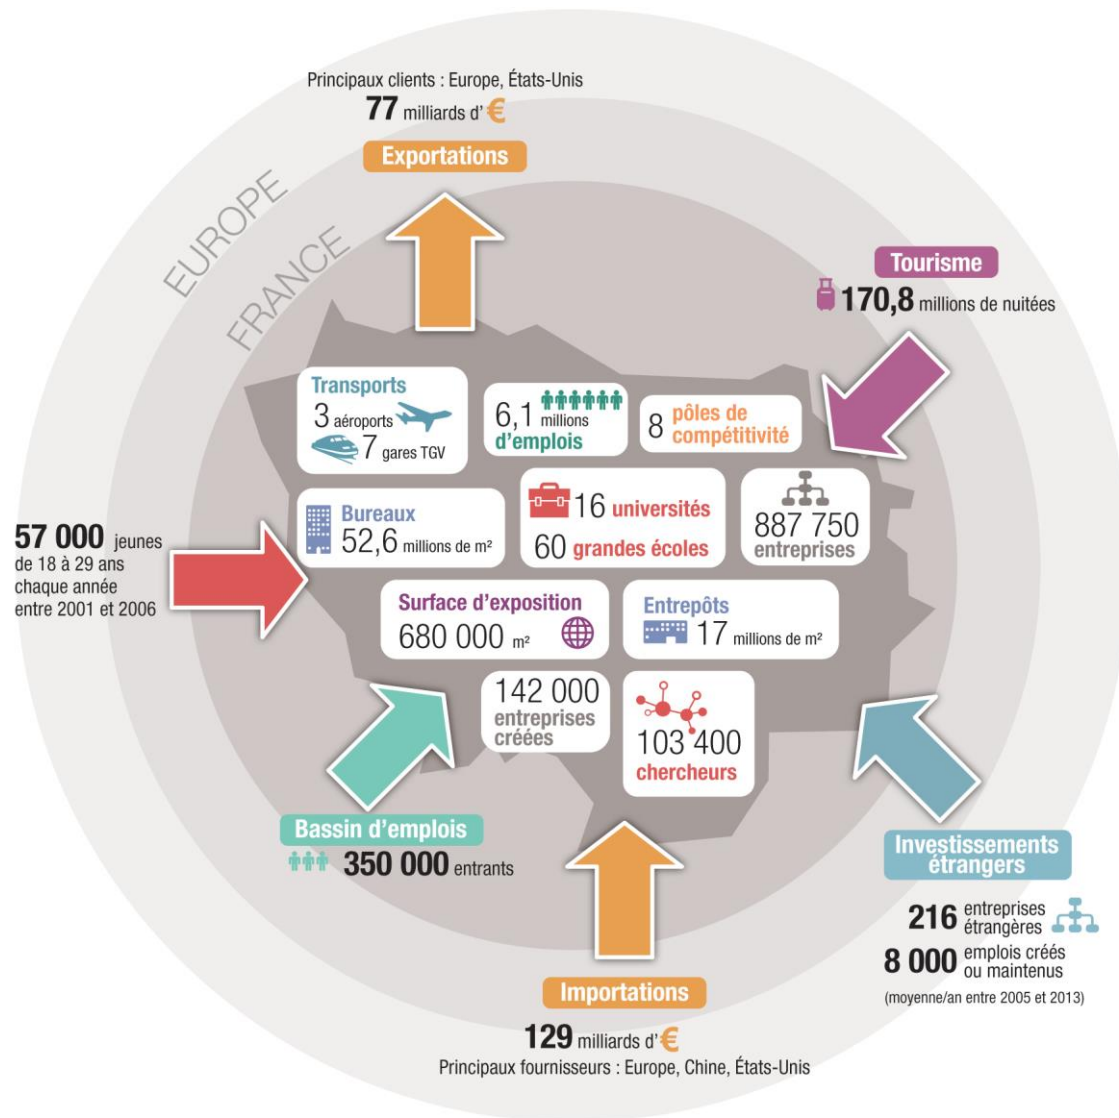 Principaux clients : Europe, États-Unis
77 milliards d'€
Exportations
EUROPE
FRANCE
Tourisme
170,8 millions de nuitées
Transports
3 aéroports
7 gares TGV
6,1 millions
d'emplois
8 pôles de
compétitivité
Bureaux
52,6 millions de m²
16 universités
60 grandes écoles
887 750
entreprises
57 000 jeunes
de 18 à 29 ans
chaque année
entre 2001 et 2006
Surface d'exposition
680 000 m²
Entrepôts
17 millions de m²
142 000
entreprises
créées
103 400
chercheurs
Bassin d'emplois
350 000 entrants
Investissements
étrangers
216 entreprises
étrangères
8 000 emplois créés
ou maintenus
(moyenne/an entre 2005 et 2013)
Importations
129 milliards d'€
Principaux fournisseurs : Europe, Chine, États-Unis